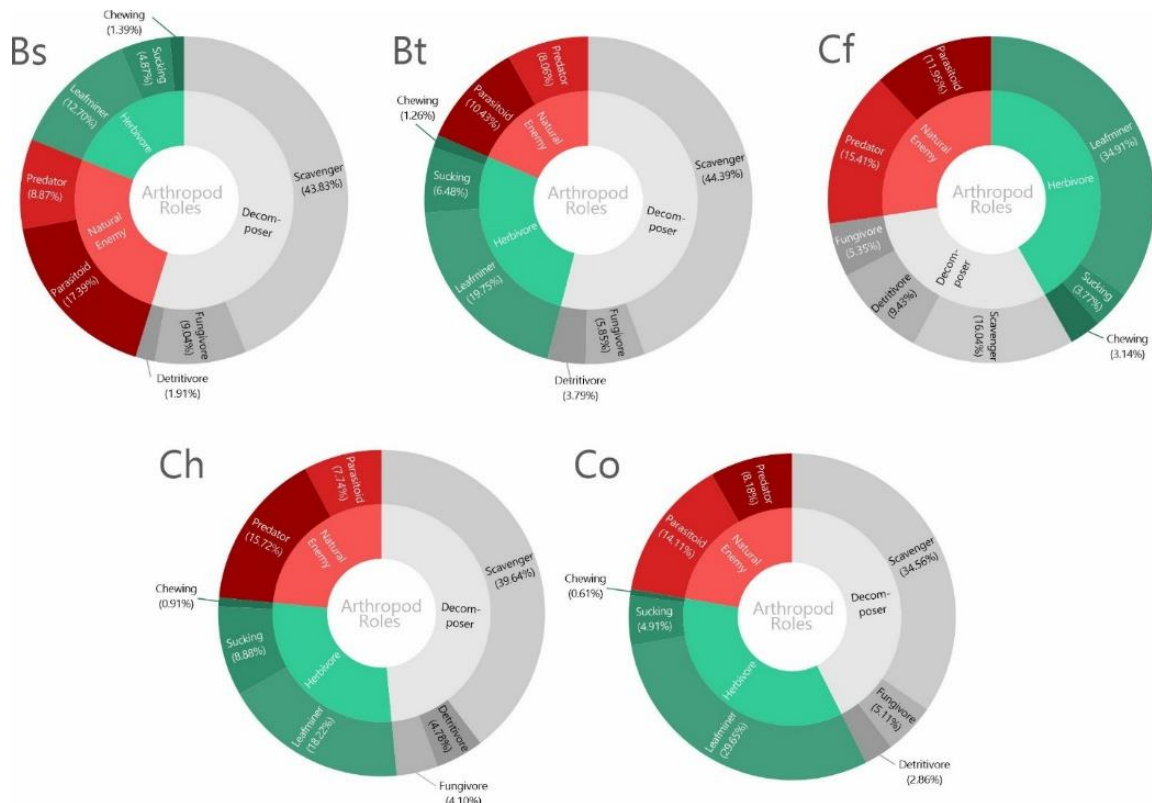 Bs
Chewing
(1.39%)
Sucking
(4.87%)
Leafminer
(12.70%)
Herbivore
Predator
(8.87%)
Natural
Enemy
Parasitoid
(17.39%)
Arthropod
Roles
Decom-
poser
Scavenger
(43.83%)
Fungivore
(9.04%)
Detritivore
(1.91%)
Bt
Predator
(8.06%)
Parasitoid
(10.43%)
Natural
Enemy
Chewing
(1.26%)
Sucking
(6.48%)
Herbivore
Leafminer
(19.75%)
Arthropod
Roles
Decom-
poser
Scavenger
(44.39%)
Fungivore
(5.85%)
Detritivore
(3.79%)
Cf
Parasitoid
(11.95%)
Predator
(15.41%)
Natural
Enemy
Arthropod
Roles
Herbivore
Leafminer
(34.91%)
Fungivore
(5.35%)
Decom-
poser
Detritivore
(9.43%)
Scavenger
(16.04%)
Sucking
(3.77%)
Chewing
(3.14%)
Ch
Parasitoid
(7.74%)
Predator
(15.72%)
Natural
Enemy
Chewing
(0.91%)
Sucking
(8.88%)
Herbivore
Leafminer
(18.22%)
Arthropod
Roles
Decom-
poser
Scavenger
(39.64%)
Detritivore
(4.78%)
Fungivore
(4.10%)
Co
Predator
(8.18%)
Parasitoid
(14.11%)
Natural
Enemy
Chewing
(0.61%)
Sucking
(4.91%)
Herbivore
Leafminer
(29.65%)
Arthropod
Roles
Decom-
poser
Scavenger
(34.56%)
Fungivore
(5.11%)
Detritivore
(2.86%)